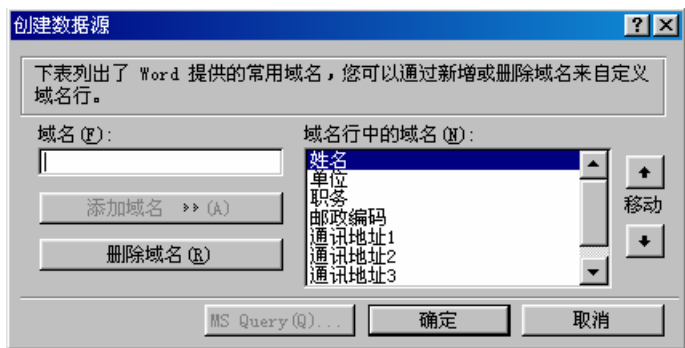 创建数据源
下表列出了 Word 提供的常用域名，您可以通过新增或删除域名来自定义
域名行。
域名(F):
域名行中的域名(N):
姓名
单位
职务
邮政编码
通讯地址1
通讯地址2
通讯地址3
添加域名 >>(A)
删除域名(R)
移动
MS Query(Q)...
确定
取消